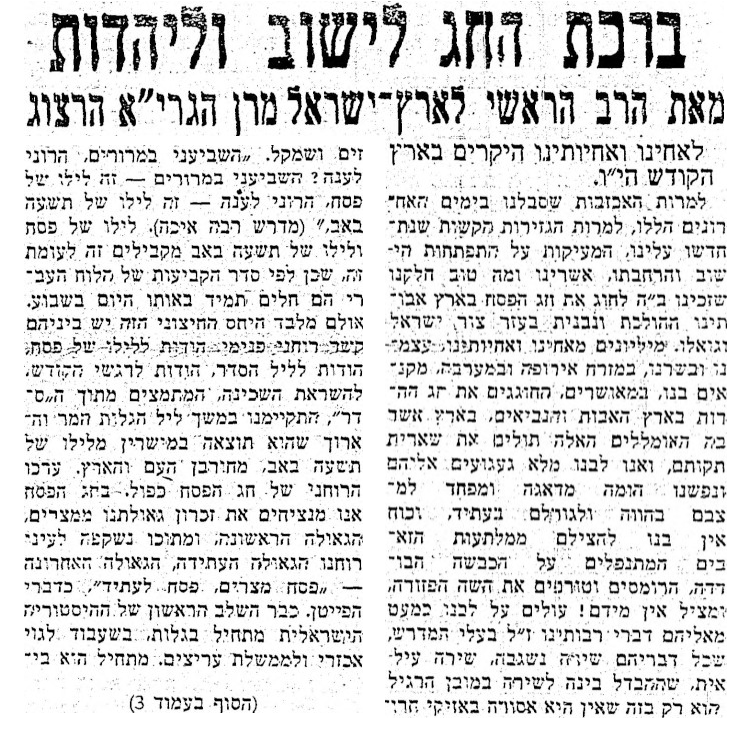 ברכת החג לישוב וליהדות
מאת הרב הראשי לארץ־ישראל מרן הגרי"א הרצוג
לאחינו ואחיותינו היקרים בארץ
הקודש הי"ו.
למרות האכזבות שסבלנו בימים האח־
רונים הללו, למרות הגזירות הקשות שנת־
חדשו עלינו, המעיקות על התפתחות הי־
שוב והרחבתו, אשרינו ומה טוב חלקנו
שזכינו ב"ה לחוג את חג הפסח בארץ אבו־
תינו ההולכת ונבנית בעזר צור ישראל
וגואלו. מיליונים מאחינו ואחיותינו, עצמ־
נו ובשרנו, במזרח אירופה ובמערבה, מקנ־
אים בנו, במאושרים, החוגגים את חג הח־
רות בארץ האבות והנביאים, בארץ אשר
בה האומללים האלה תולים את שארית
תקותם, ואנו לבנו מלא געגועים אליהם
ונפשנו הומה מדאגה ומפחד למ־
צבם בהווה ולגורלם בעתיד, וכוח
אין בנו להצילם ממלתעות הזא־
בים המתנפלים על הכבשה הבו־
דדה, הרומסים וטורפים את השה הפזורה,
ומציל אין מידם! עולים על לבנו כמעט
מאליהם דברי רבותינו ז"ל בעלי המדרש,
שכל דבריהם שירה נשגבה, שירה עיל־
אית, שההבדל בינה לשירה במובן הרגיל
הוא רק בזה שאין היא אסורה באזיקי חרו־
זים ושמקל. „השביעני במרורים, הרוני
לענה? השביעני במרורים — זה לילו של
פסח, הרוני לענה — זה לילו של תשעה
באב," (מדרש רבה איכה). לילו של פסח
ולילו של תשעה באב מקבילים זה לעומת
זה, שכן לפי סדר הקביעות של הלוח העב־
רי הם חלים תמיד באותו היום בשבוע.
אולם מלבד היחס החיצוני הזה יש ביניהם
קשר רוחני פנימי. הודות ללילו של פסח,
הודות לליל הסדר, הודות לרגשי הקודש,
להשראת השכינה, המתמצים מתוך ה„ס־
דר", התקיימנו במשך ליל הגלות המר והא־
ארוך שהוא תוצאה במישרין מלילו של
תשעה באב, מחורבן העם והארץ. ערכו
הרוחני של חג הפסח כפול. בחג הפסח
אנו מנציחים את זכרון גאולתנו ממצרים,
הגאולה הראשונה, ומתוכו נשקפה לעיני
רוחנו הגאולה העתידה, הגאולה האחרונה
— „פסח מצרים, פסח לעתיד", כדברי
הפייטן. כבר השלב הראשון של ההיסטוריה
הישראלית מתחיל בגלות, בשעבוד לגוי
אכזרי ולממשלת עריצים. מתחיל הוא בי־
(הסוף בעמוד 3)